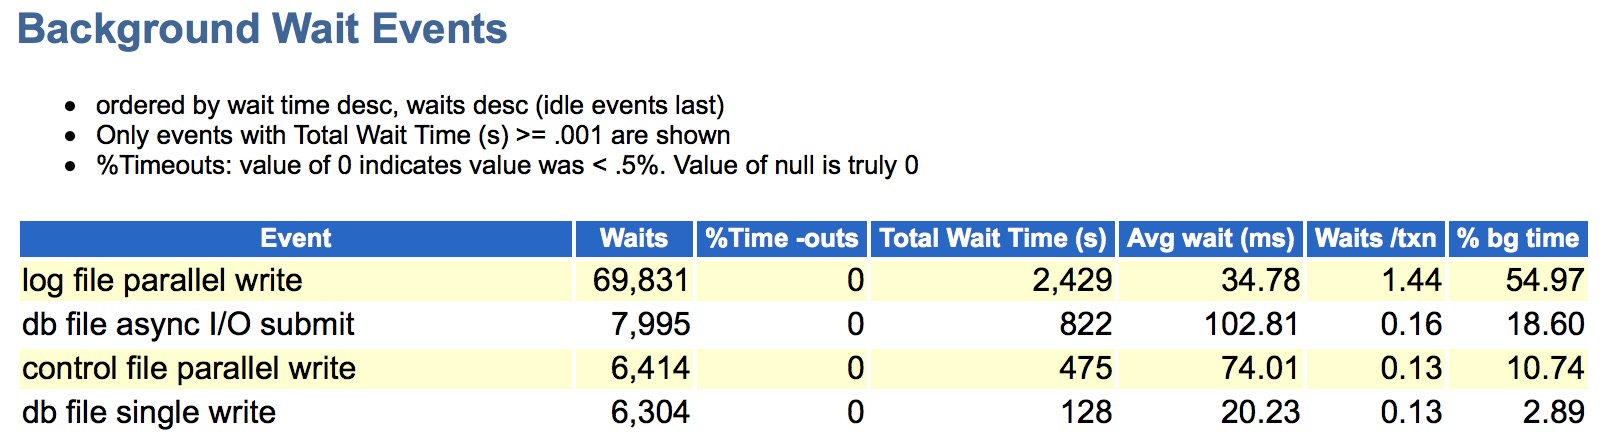 Background Wait Events
• ordered by wait time desc, waits desc (idle events last)
• Only events with Total Wait Time (s) >= .001 are shown
• %Timeouts: value of 0 indicates value was < .5%. Value of null is truly 0
Event Waits %Time -outs Total Wait Time (s) Avg wait (ms) Waits /txn % bg time
log file parallel write 69,831 0 2,429 34.78 1.44 54.97
db file async I/O submit 7,995 0 822 102.81 0.16 18.60
control file parallel write 6,414 0 475 74.01 0.13 10.74
db file single write 6,304 0 128 20.23 0.13 2.89